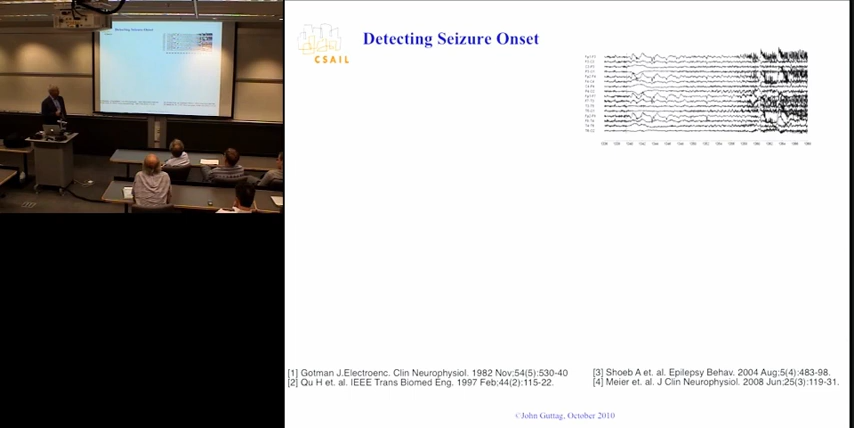 CSAIL
Detecting Seizure Onset
[1] Gotman J.Electroenc. Clin Neurophysiol. 1982 Nov;54(5):530-40
[2] Qu H et. al. IEEE Trans Biomed Eng. 1997 Feb;44(2):115-22.
[3] Shoeb A et. al. Epilepsy Behav. 2004 Aug;5(4):483-98.
[4] Meier et. al. J Clin Neurophysiol. 2008 Jun;25(3):119-31.
©John Guttag, October 2010